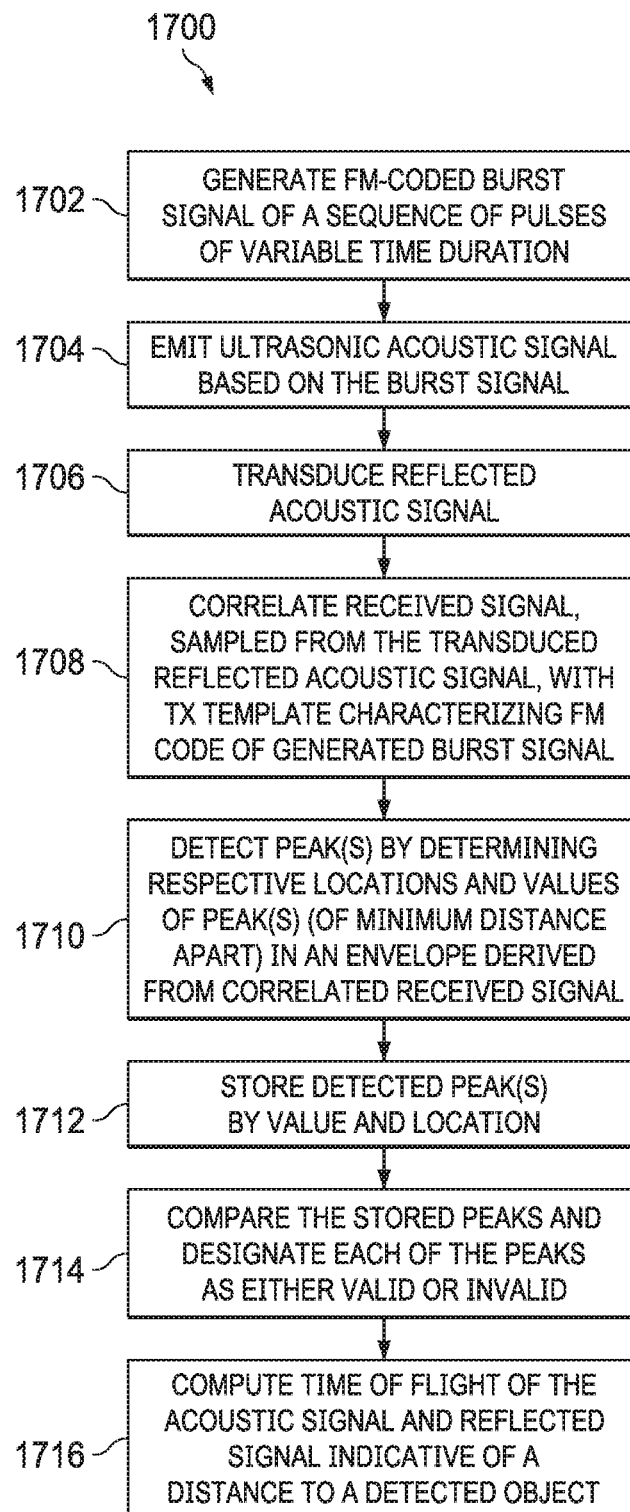 1700
1702
GENERATE FM-CODED BURST
SIGNAL OF A SEQUENCE OF PULSES
OF VARIABLE TIME DURATION
1704
EMIT ULTRASONIC ACOUSTIC SIGNAL
BASED ON THE BURST SIGNAL
1706
TRANSDUCE REFLECTED
ACOUSTIC SIGNAL
1708
CORRELATE RECEIVED SIGNAL,
SAMPLED FROM THE TRANSDUCED
REFLECTED ACOUSTIC SIGNAL, WITH
TX TEMPLATE CHARACTERIZING FM
CODE OF GENERATED BURST SIGNAL
1710
DETECT PEAK(S) BY DETERMINING
RESPECTIVE LOCATIONS AND VALUES
OF PEAK(S) (OF MINIMUM DISTANCE
APART) IN AN ENVELOPE DERIVED
FROM CORRELATED RECEIVED SIGNAL
1712
STORE DETECTED PEAK(S)
BY VALUE AND LOCATION
1714
COMPARE THE STORED PEAKS AND
DESIGNATE EACH OF THE PEAKS
AS EITHER VALID OR INVALID
1716
COMPUTE TIME OF FLIGHT OF THE
ACOUSTIC SIGNAL AND REFLECTED
SIGNAL INDICATIVE OF A
DISTANCE TO A DETECTED OBJECT